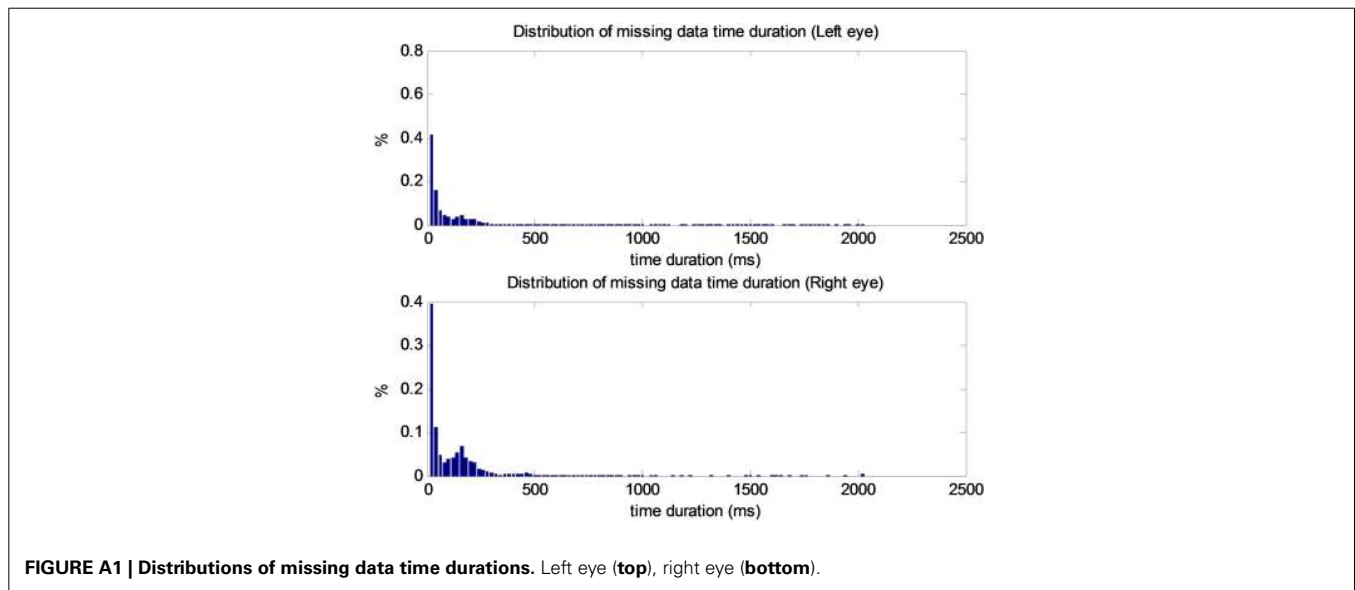 Distribution of missing data time duration (Left eye)
0.8
0.6
0.4
0.2
0
%
0 500 1000 1500 2000 2500
time duration (ms)
Distribution of missing data time duration (Right eye)
0.4
0.3
0.2
0.1
0
%
0 500 1000 1500 2000 2500
time duration (ms)
FIGURE A1 | Distributions of missing data time durations. Left eye (top), right eye (bottom).